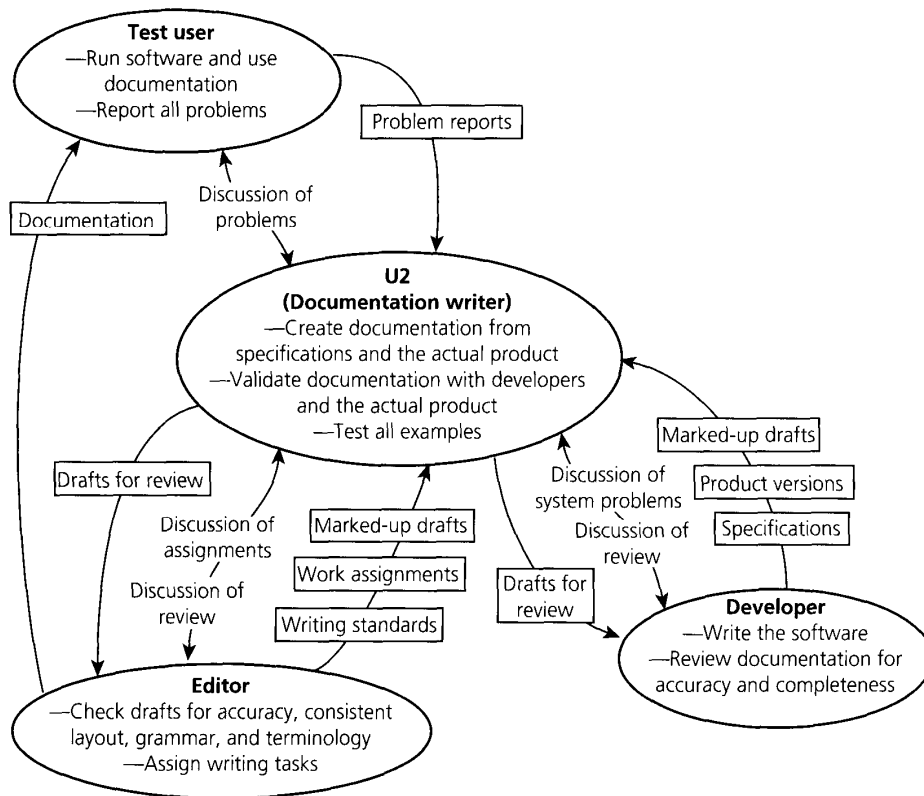 Test user
—Run software and use
documentation
—Report all problems
Problem reports
Documentation
Discussion of
problems
U2
(Documentation writer)
—Create documentation from
specifications and the actual product
—Validate documentation with developers
and the actual product
—Test all examples
Drafts for review
Discussion of
assignments
Discussion of
review
Marked-up drafts
Work assignments
Writing standards
Discussion of
system problems
Discussion of
review
Drafts for
review
Marked-up drafts
Product versions
Specifications
Developer
—Write the software
—Review documentation for
accuracy and completeness
Editor
—Check drafts for accuracy, consistent
layout, grammar, and terminology
—Assign writing tasks